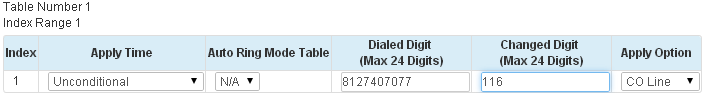 Table Number 1
Index Range 1
Index Apply Time Auto Ring Mode Table Dialed Digit (Max 24 Digits) Changed Digit (Max 24 Digits) Apply Option
1 Unconditional N/A 8127407077 116 CO Line